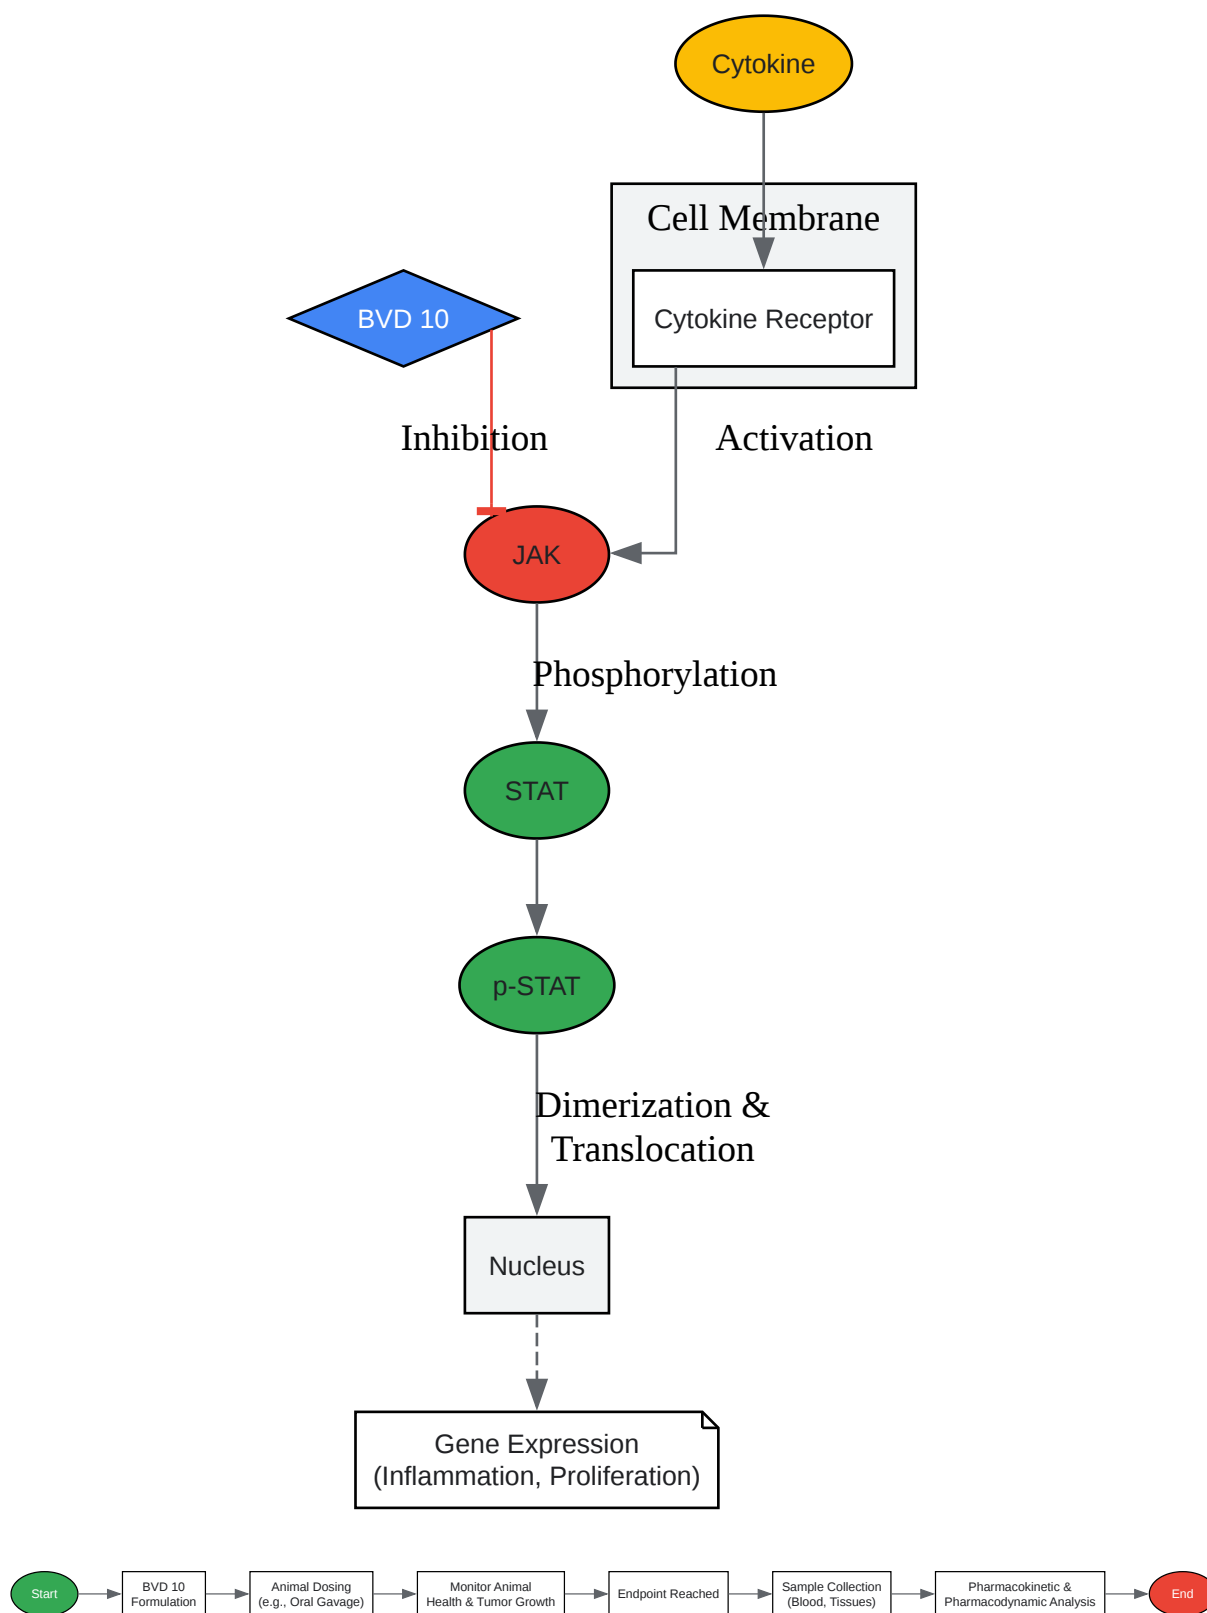 Cytokine
Cell Membrane
BVD 10
Cytokine Receptor
Inhibition
Activation
JAK
Phosphorylation
STAT
p-STAT
Dimerization &
Translocation
Nucleus
Gene Expression
(Inflammation, Proliferation)
Start
BVD 10
Formulation
Animal Dosing
(e.g., Oral Gavage)
Monitor Animal
Health & Tumor Growth
Endpoint Reached
Sample Collection
(Blood, Tissues)
Pharmacokinetic &
Pharmacodynamic Analysis
End